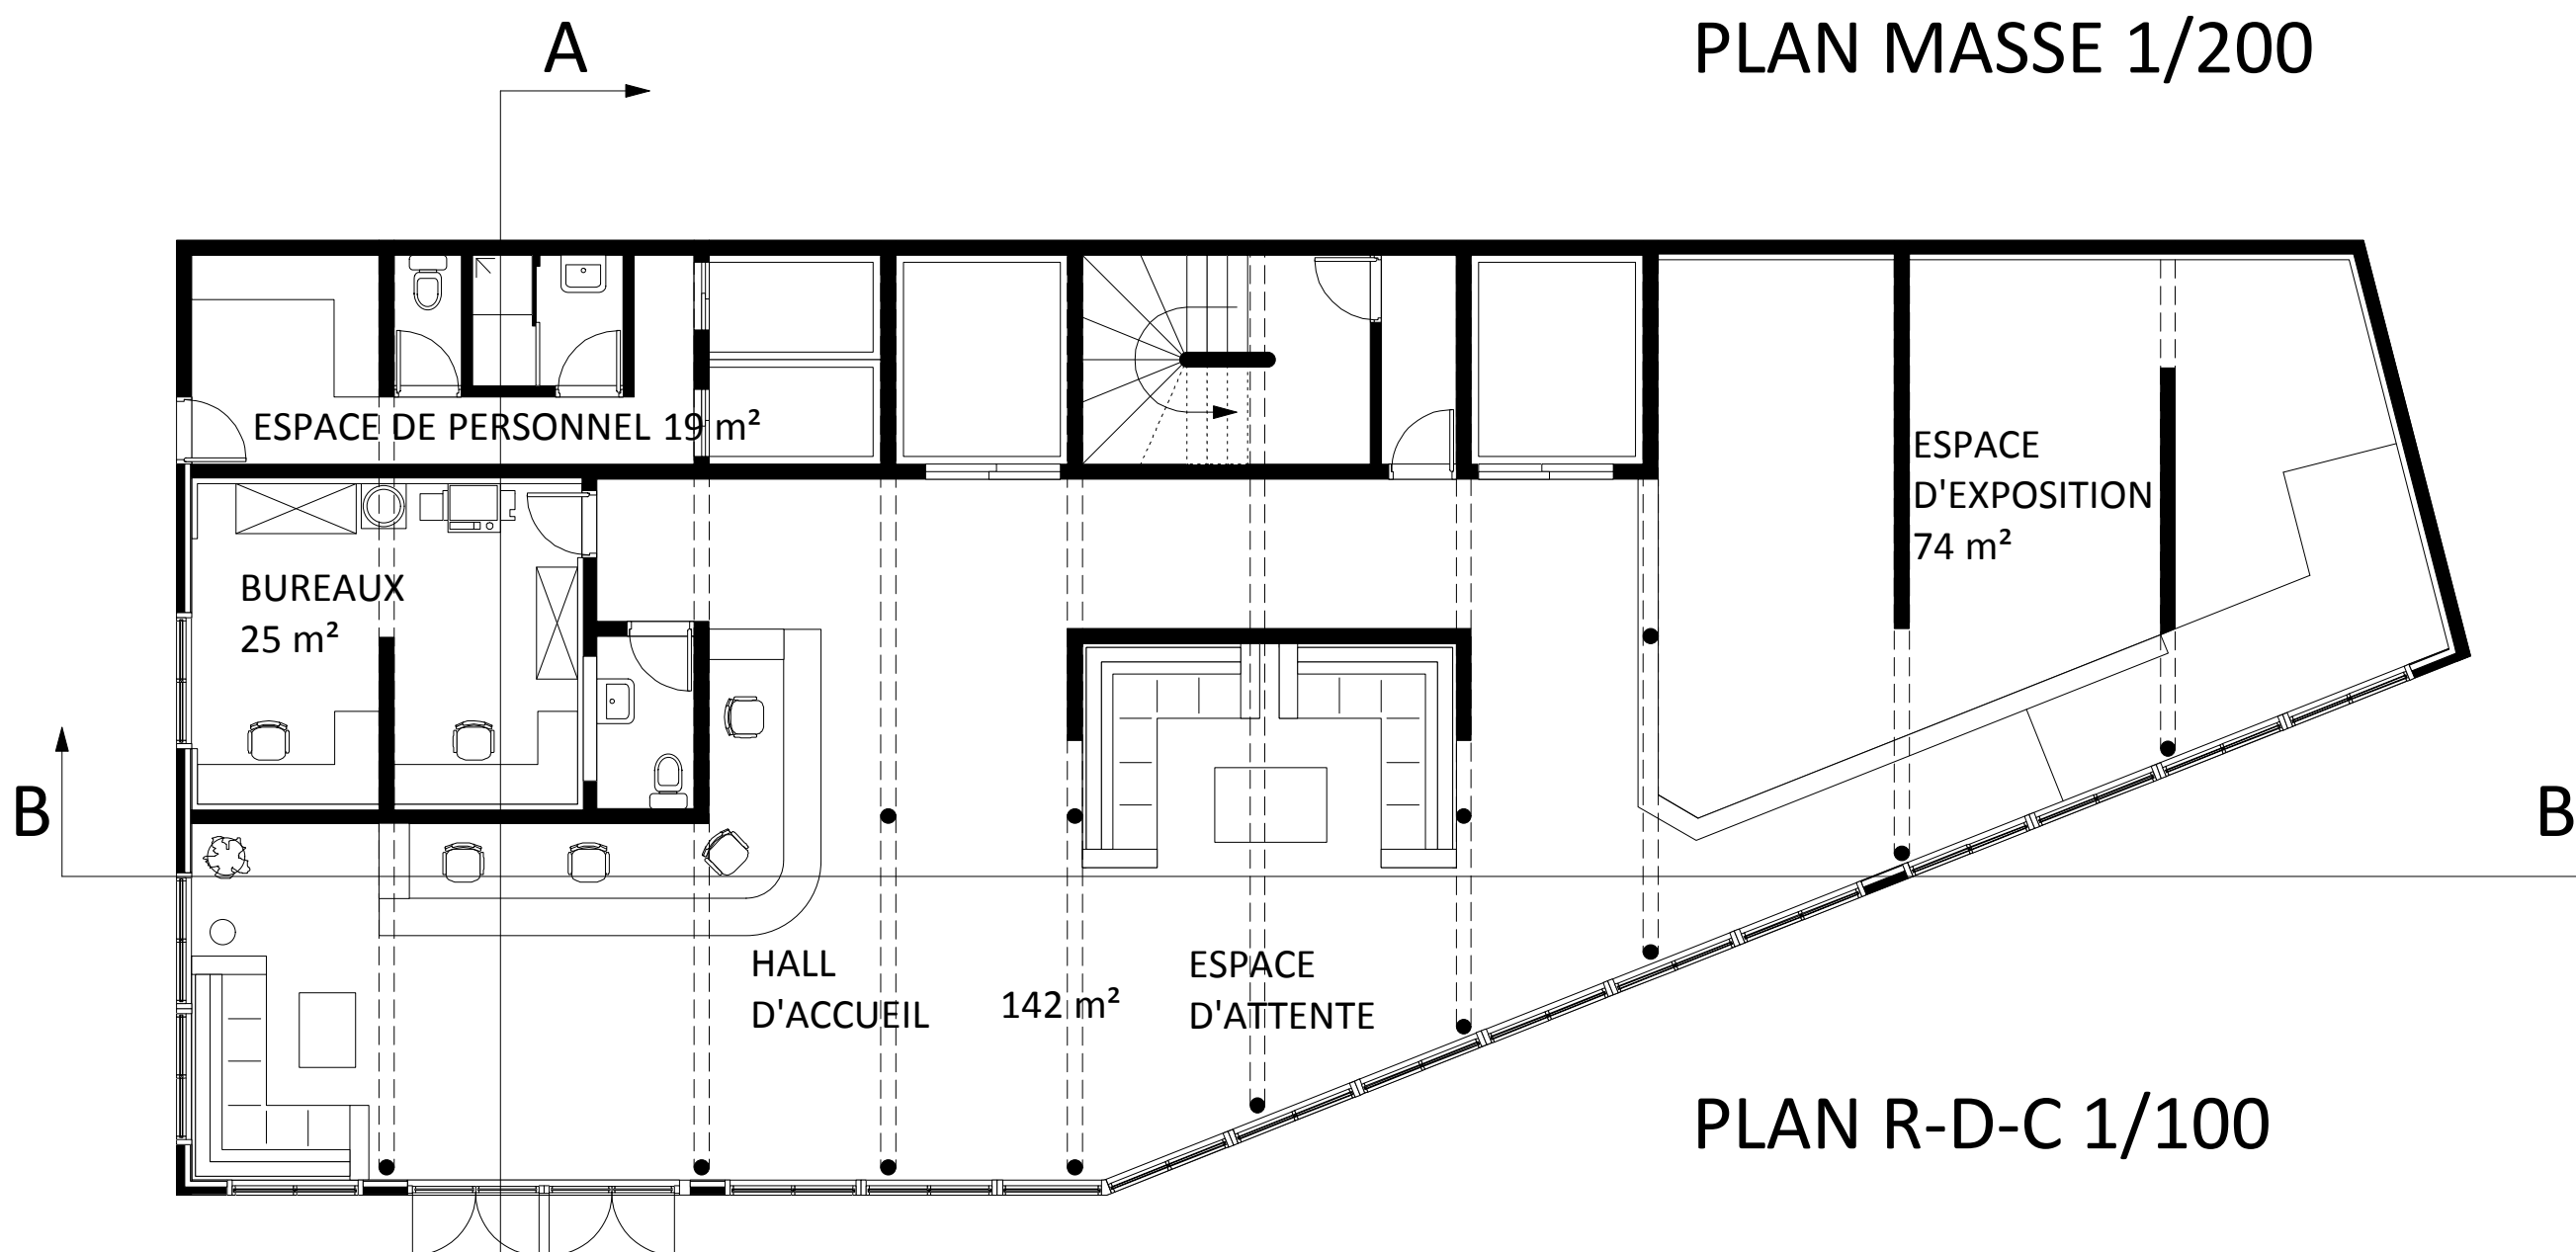 A
PLAN MASSE 1/200
ESPACE DE PERSONNEL 19 m²
ESPACE
D'EXPOSITION
74 m²
BUREAUX
25 m²
B
B
HALL
D'ACCUEIL
142 m²
ESPACE
D'ATTENTE
PLAN R-D-C 1/100